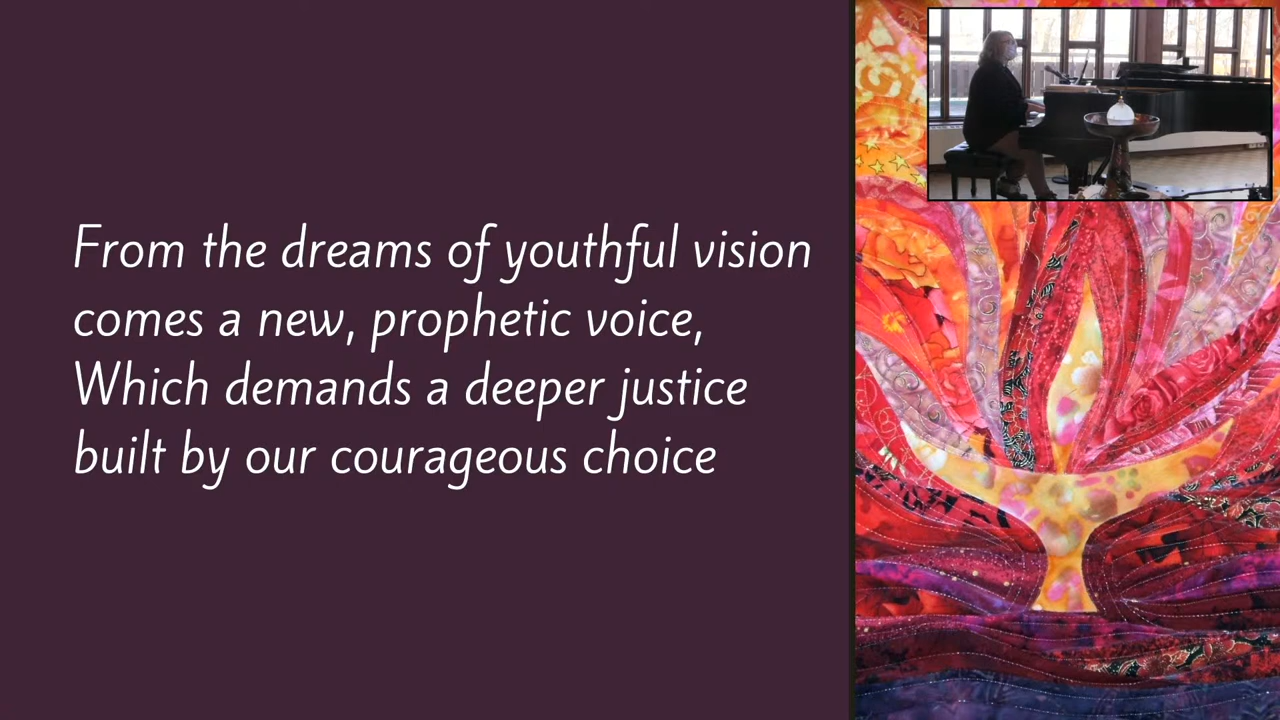 From the dreams of youthful vision
comes a new, prophetic voice,
Which demands a deeper justice
built by our courageous choice